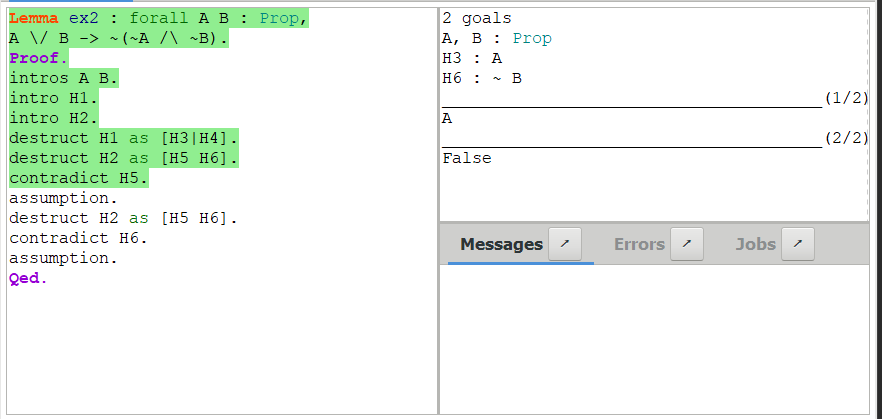 Lemma ex2 : forall A B : Prop,
A \/ B -> ~(~A /\ ~B).
Proof.
intros A B.
intro H1.
intro H2.
destruct H1 as [H3|H4].
destruct H2 as [H5 H6].
contradict H5.
assumption.
destruct H2 as [H5 H6].
contradict H6.
assumption.
Qed.
2 goals
A, B : Prop
H3 : A
H6 : ~ B
(1/2)
A
(2/2)
False
Messages ↗ Errors ↗ Jobs ↗